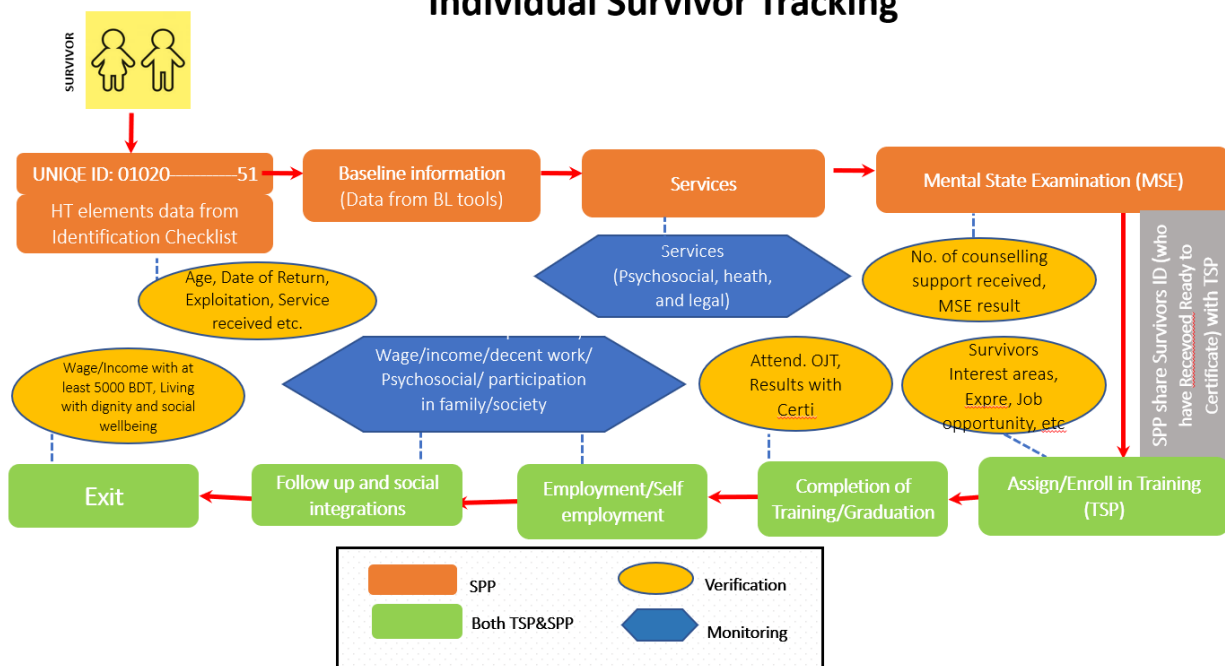 Individual Survivor Tracking
SURVIVOR
UNIQE ID: 01020--------------51
HT elements data from
Identification Checklist
Baseline information
(Data from BL tools)
Services
Mental State Examination (MSE)
Age, Date of Return,
Exploitation, Service
received etc.
Services
(Psychosocial, heath,
and legal)
No. of counselling
support received,
MSE result
SPP share Survivors ID (who
have Recevoed Ready to
Certificate) with TSP
Wage/Income with at
least 5000 BDT, Living
with dignity and social
wellbeing
Wage/income/decent work/
Psychosocial/ participation
in family/society
Attend. OJT,
Results with
Certi
Survivors
Interest areas,
Expre, Job
opportunity, etc
Exit
Follow up and social
integrations
Employment/Self
employment
Completion of
Training/Graduation
Assign/Enroll in Training
(TSP)
SPP
Verification
Both TSP&SPP
Monitoring